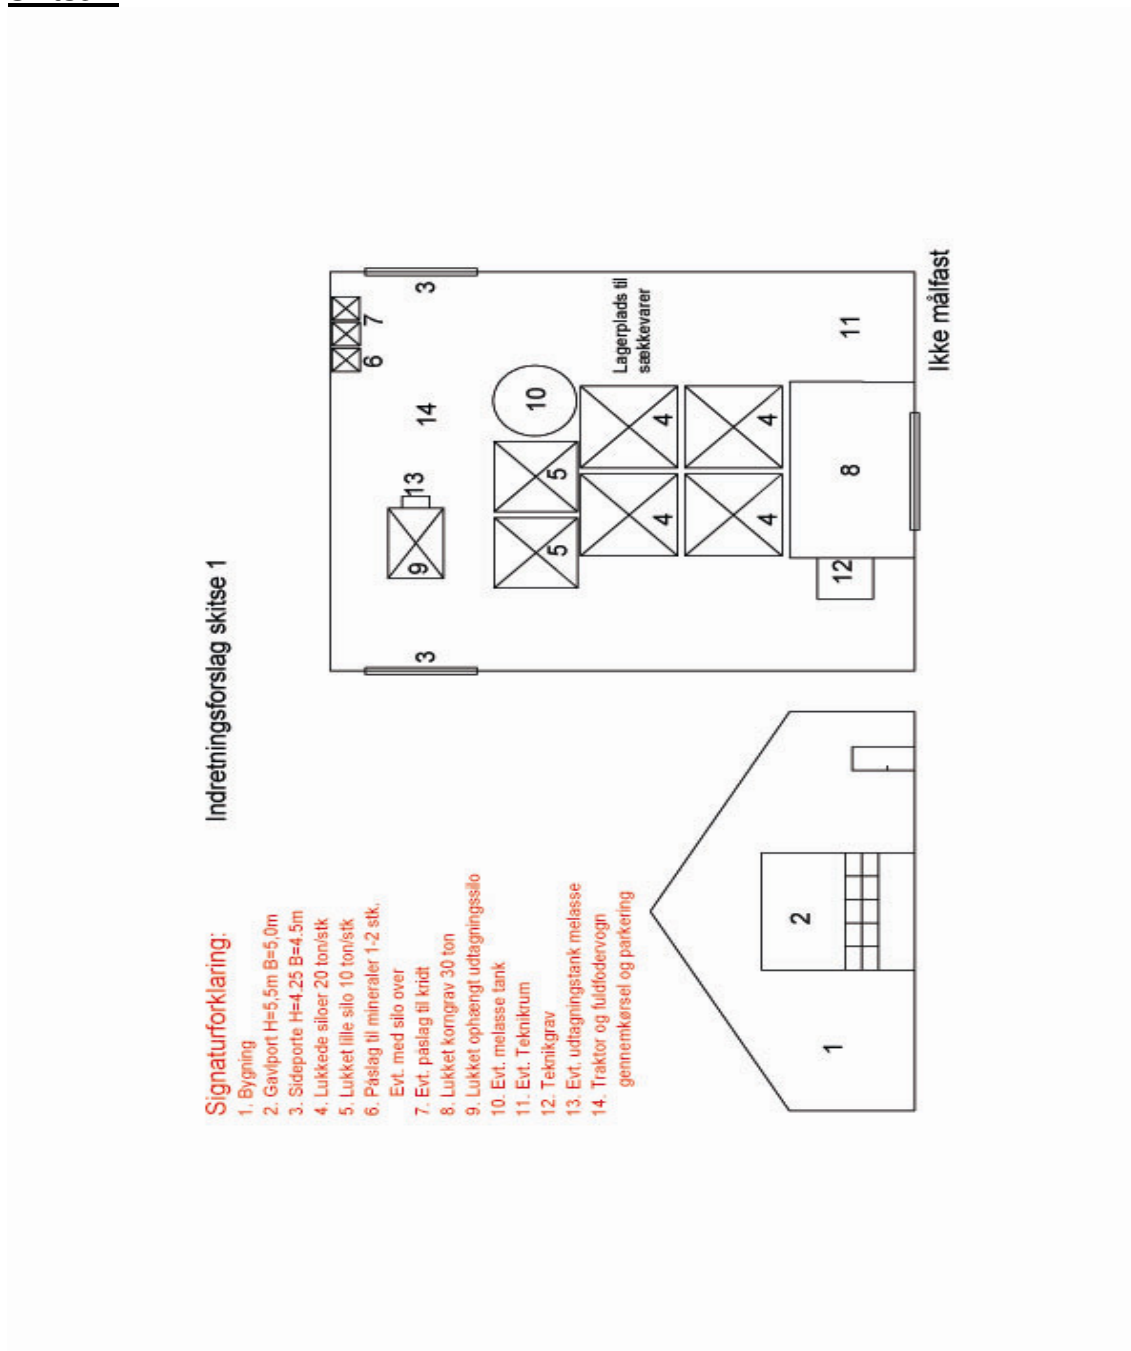 Indretningsforslag skitse 1
Signaturforklaring:
1. Bygning
2. Gavlport H=5,5m B=5,0m
3. Sideporte H=4.25 B=4.5m
4. Lukkede siloer 20 ton/stk
5. Lukket lille silo 10 ton/stk
6. Påslag til mineraler 1-2 stk.
Evt. med silo over
7. Evt. påslag til kridt
8. Lukket korngrav 30 ton
9. Lukket ophængt udtagningssilo
10. Evt. melasse tank
11. Evt. Teknikrum
12. Teknikgrav
13. Evt. udtagningstank melasse
14. Traktor og fuldfodervogn
gennemkørsel og parkering
1
2
3
3
6
7
14
13
9
10
5
5
Lagerplads til
sækkevarer
4
4
4
4
11
8
12
Ikke målfast